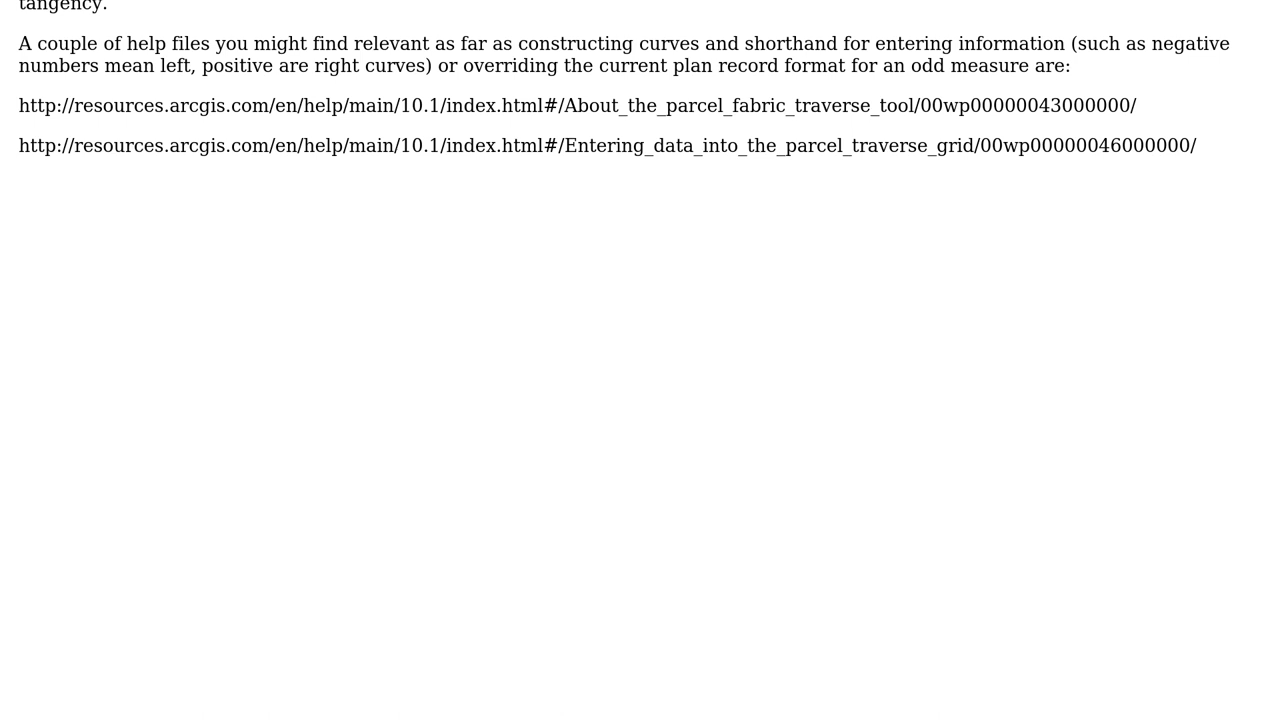 tangency.
A couple of help files you might find relevant as far as constructing curves and shorthand for entering information (such as negative
numbers mean left, positive are right curves) or overriding the current plan record format for an odd measure are:
http://resources.arcgis.com/en/help/main/10.1/index.html#/About_the_parcel_fabric_traverse_tool/00wp00000043000000/
http://resources.arcgis.com/en/help/main/10.1/index.html#/Entering_data_into_the_parcel_traverse_grid/00wp00000046000000/